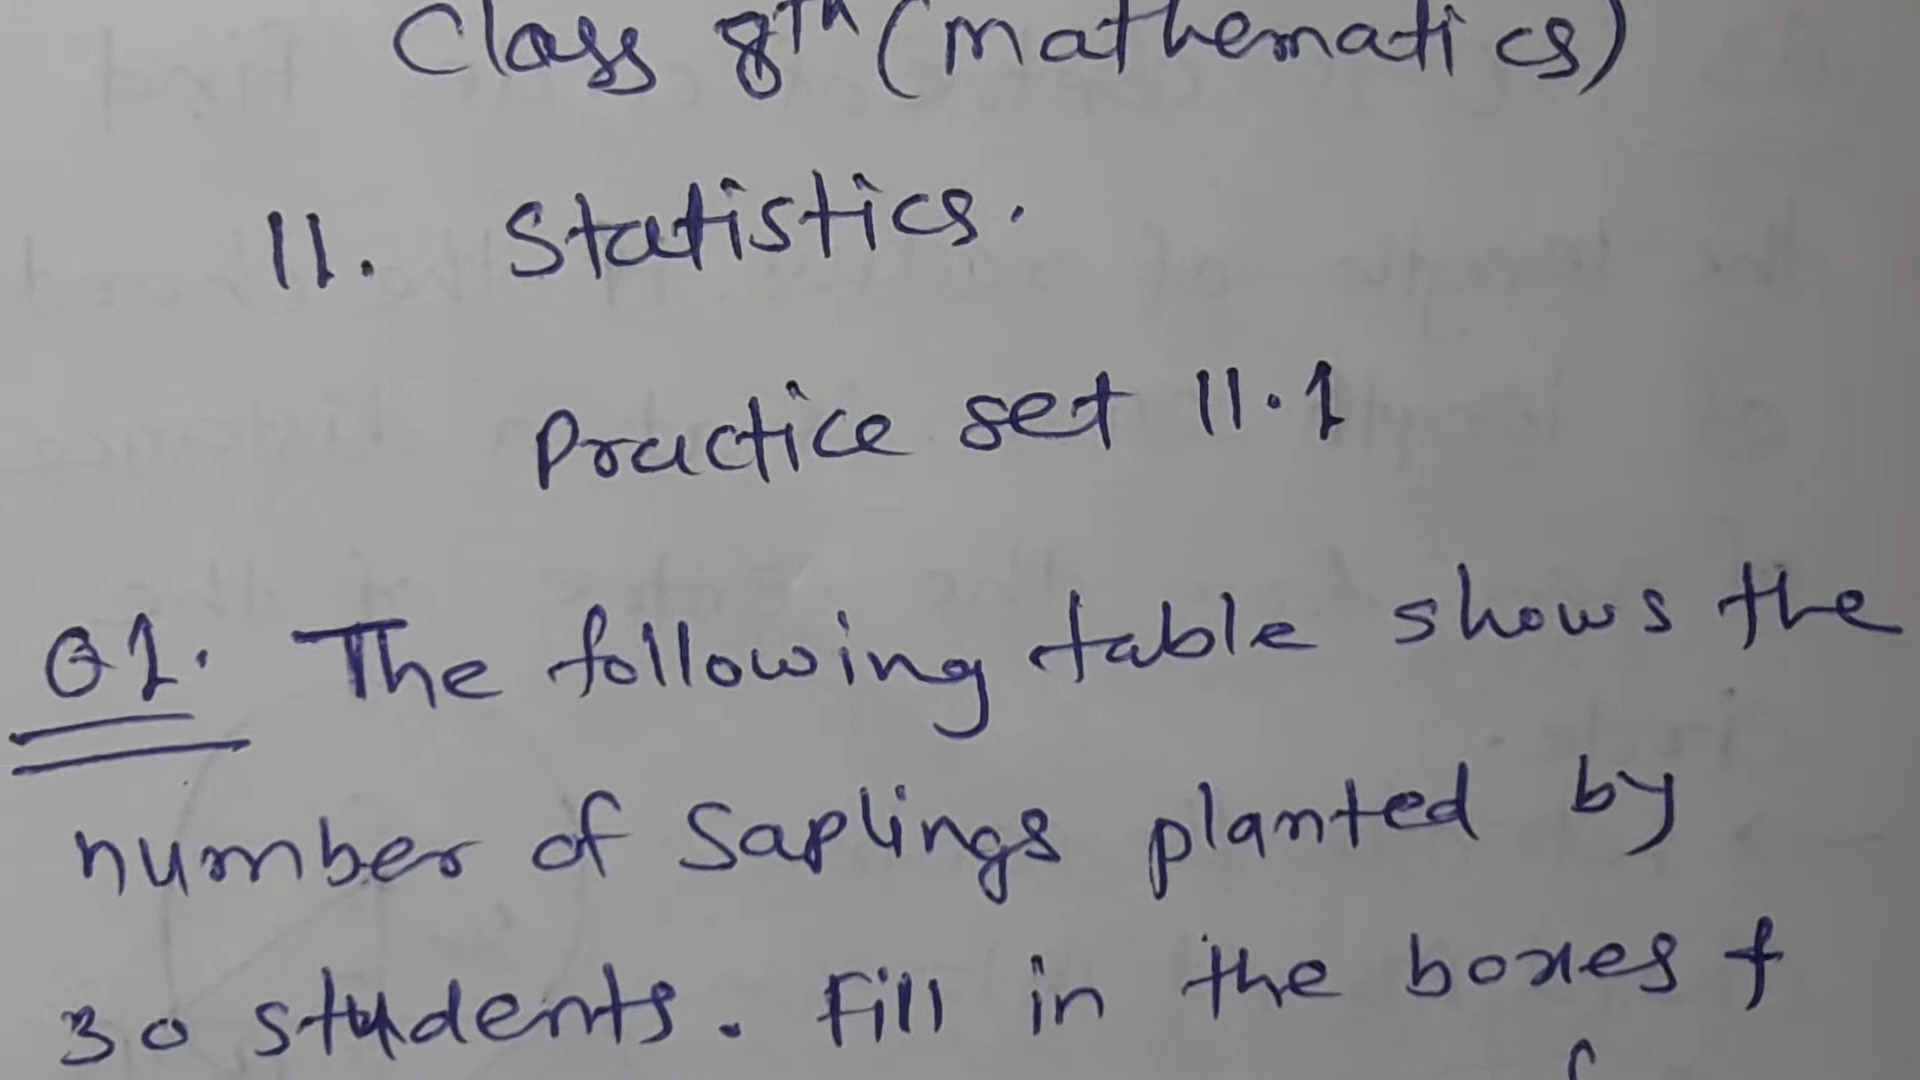 Class 8th (Mathematics)
11. Statistics.
Practice set 11.1
Q1. The following table shows the
number of Saplings planted by
30 students. Fill in the boxes &